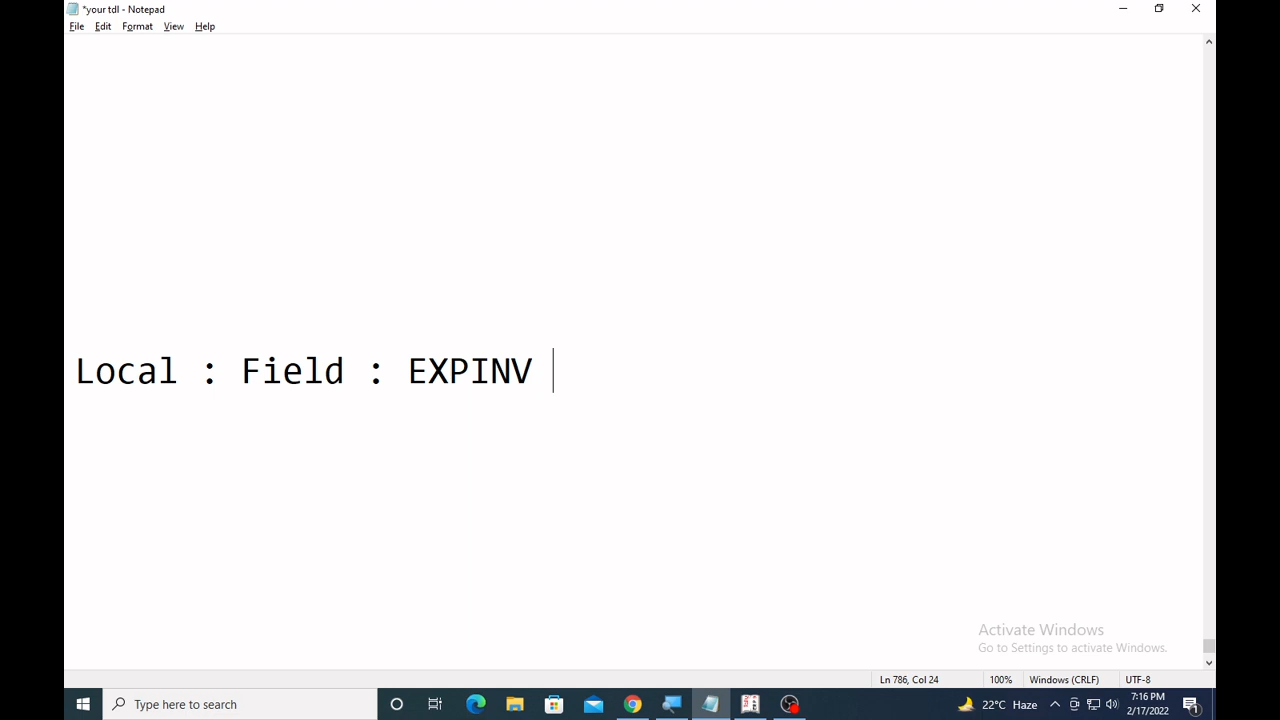 *your tdl - Notepad
File Edit Format View Help
Local : Field : EXPINV
Activate Windows
Go to Settings to activate Windows.
Ln 786, Col 24 100% Windows (CRLF) UTF-8
Type here to search 22°C Haze 7:16 PM
2/17/2022 1